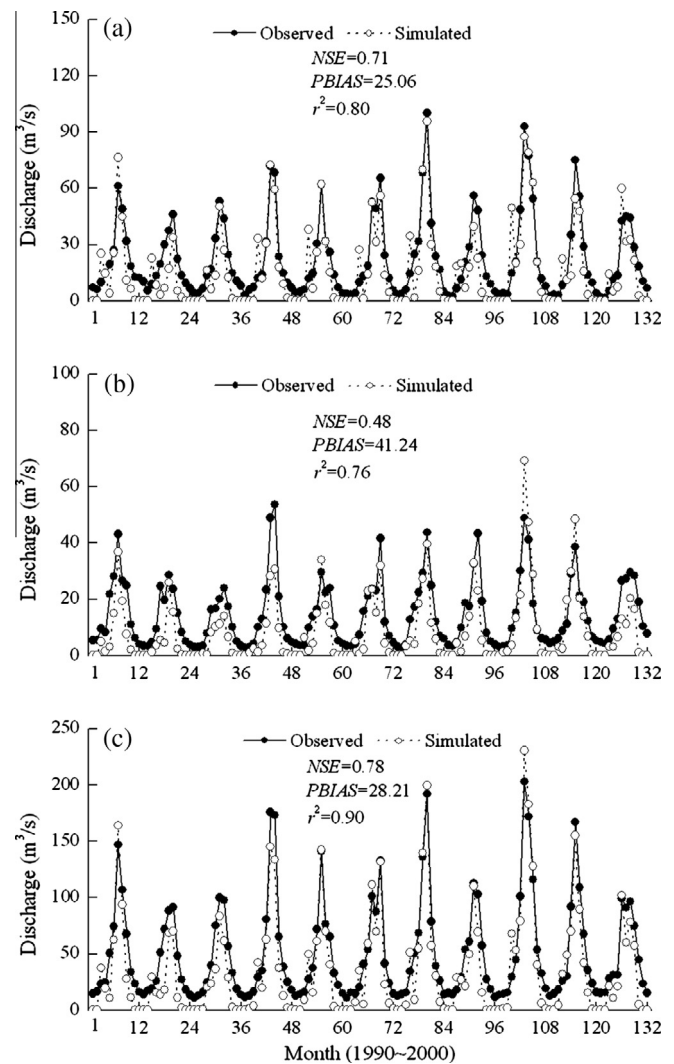 (a)
Observed Simulated
NSE=0.71
PBIAS=25.06
r²=0.80
Discharge (m³/s)
150
120
90
60
30
0
1 12 24 36 48 60 72 84 96 108 120 132
(b)
Observed Simulated
NSE=0.48
PBIAS=41.24
r²=0.76
Discharge (m³/s)
100
80
60
40
20
0
1 12 24 36 48 60 72 84 96 108 120 132
(c)
Observed Simulated
NSE=0.78
PBIAS=28.21
r²=0.90
Discharge (m³/s)
250
200
150
100
50
0
1 12 24 36 48 60 72 84 96 108 120 132
Month (1990~2000)